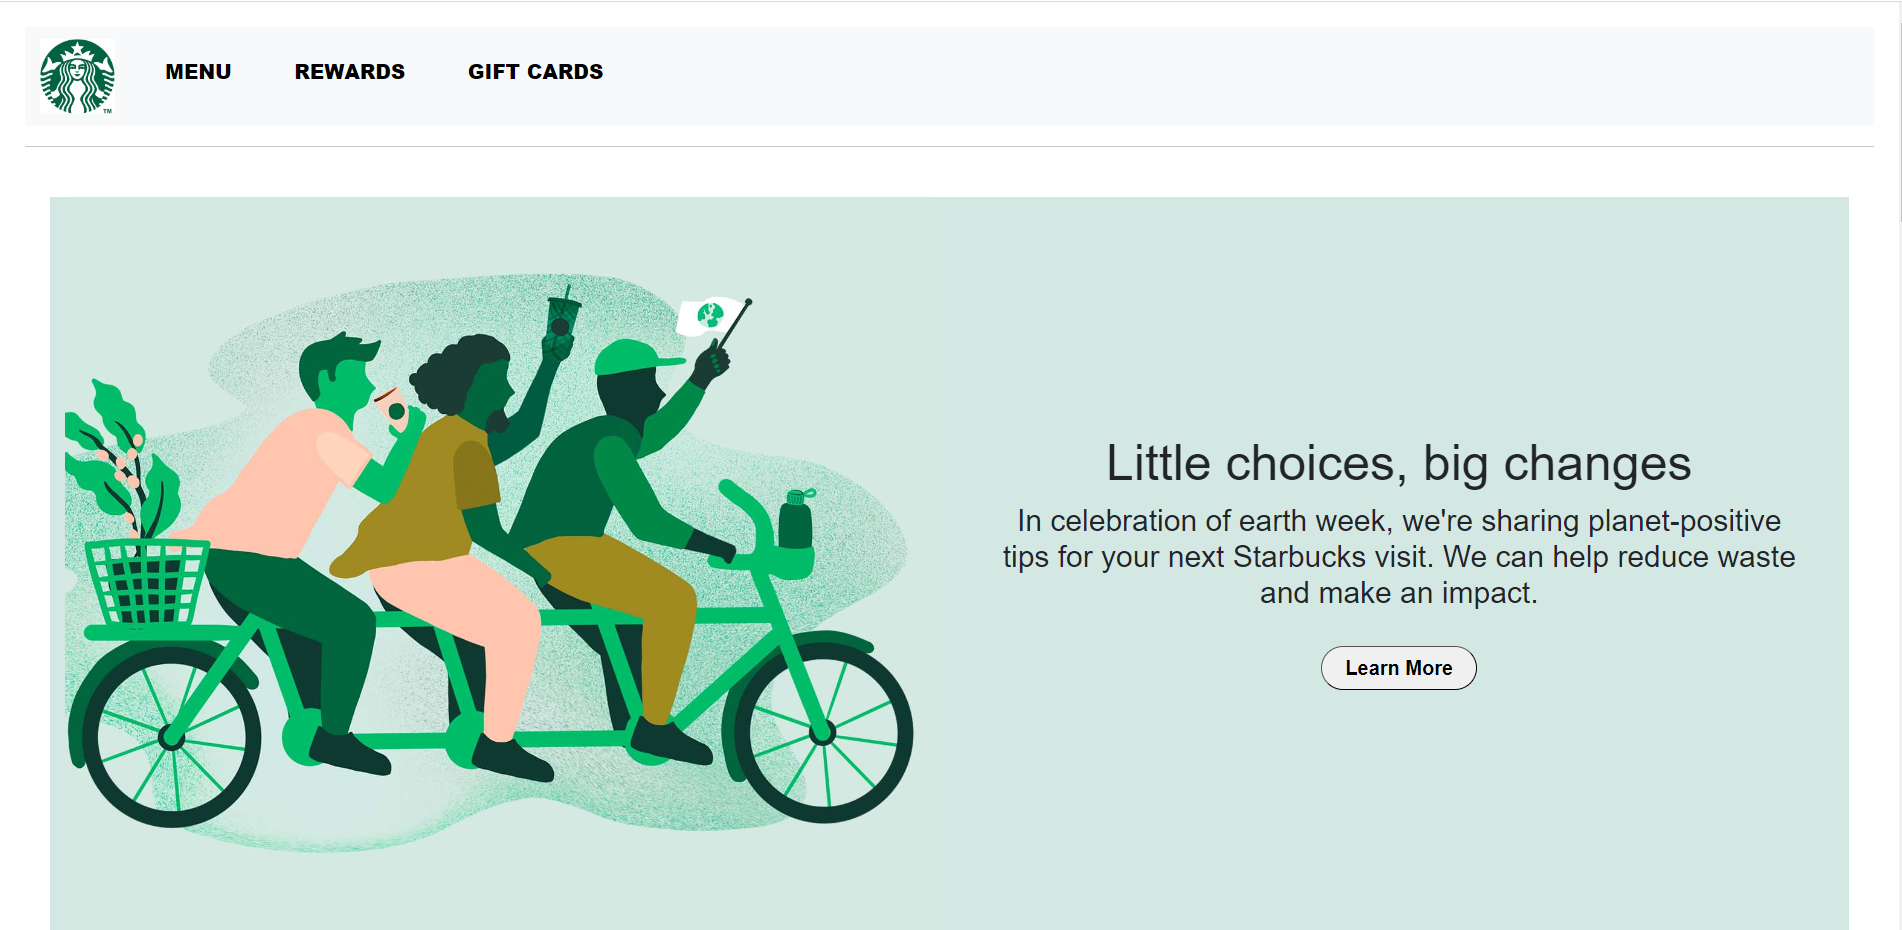 MENU REWARDS GIFT CARDS
TM
Little choices, big changes
In celebration of earth week, we're sharing planet-positive
tips for your next Starbucks visit. We can help reduce waste
and make an impact.
Learn More